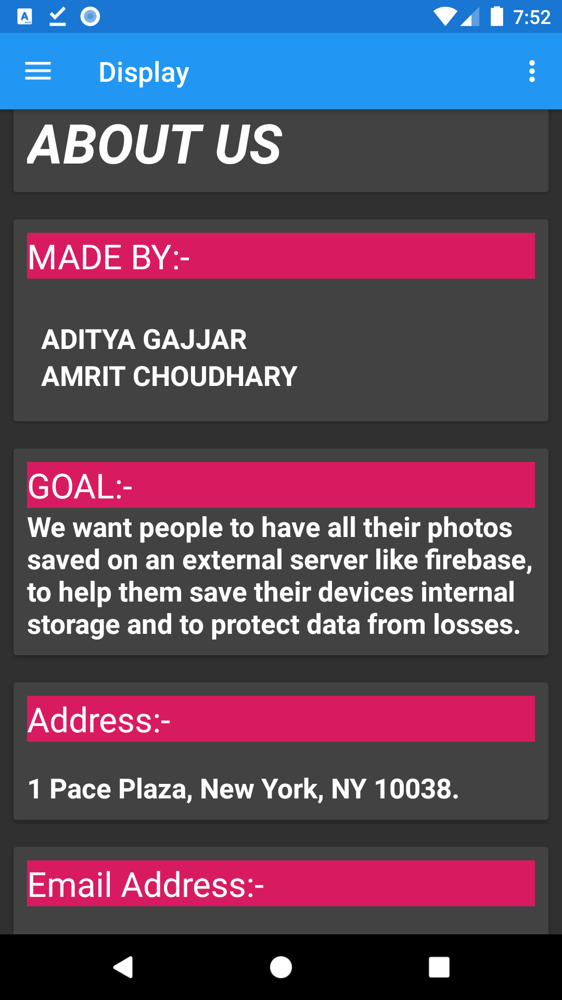 7:52
Display
ABOUT US
MADE BY:-
ADITYA GAJJAR
AMRIT CHOUDHARY
GOAL:-
We want people to have all their photos
saved on an external server like firebase,
to help them save their devices internal
storage and to protect data from losses.
Address:-
1 Pace Plaza, New York, NY 10038.
Email Address:-